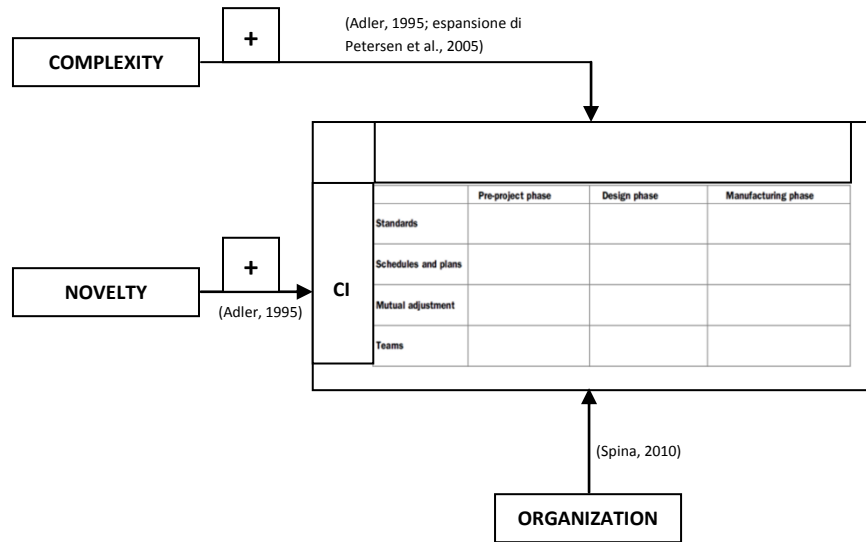 +
(Adler, 1995; espansione di
Petersen et al., 2005)
COMPLEXITY
Pre-project phase Design phase Manufacturing phase
Standards
+
Schedules and plans
NOVELTY
CI
(Adler, 1995)
Mutual adjustment
Teams
(Spina, 2010)
ORGANIZATION